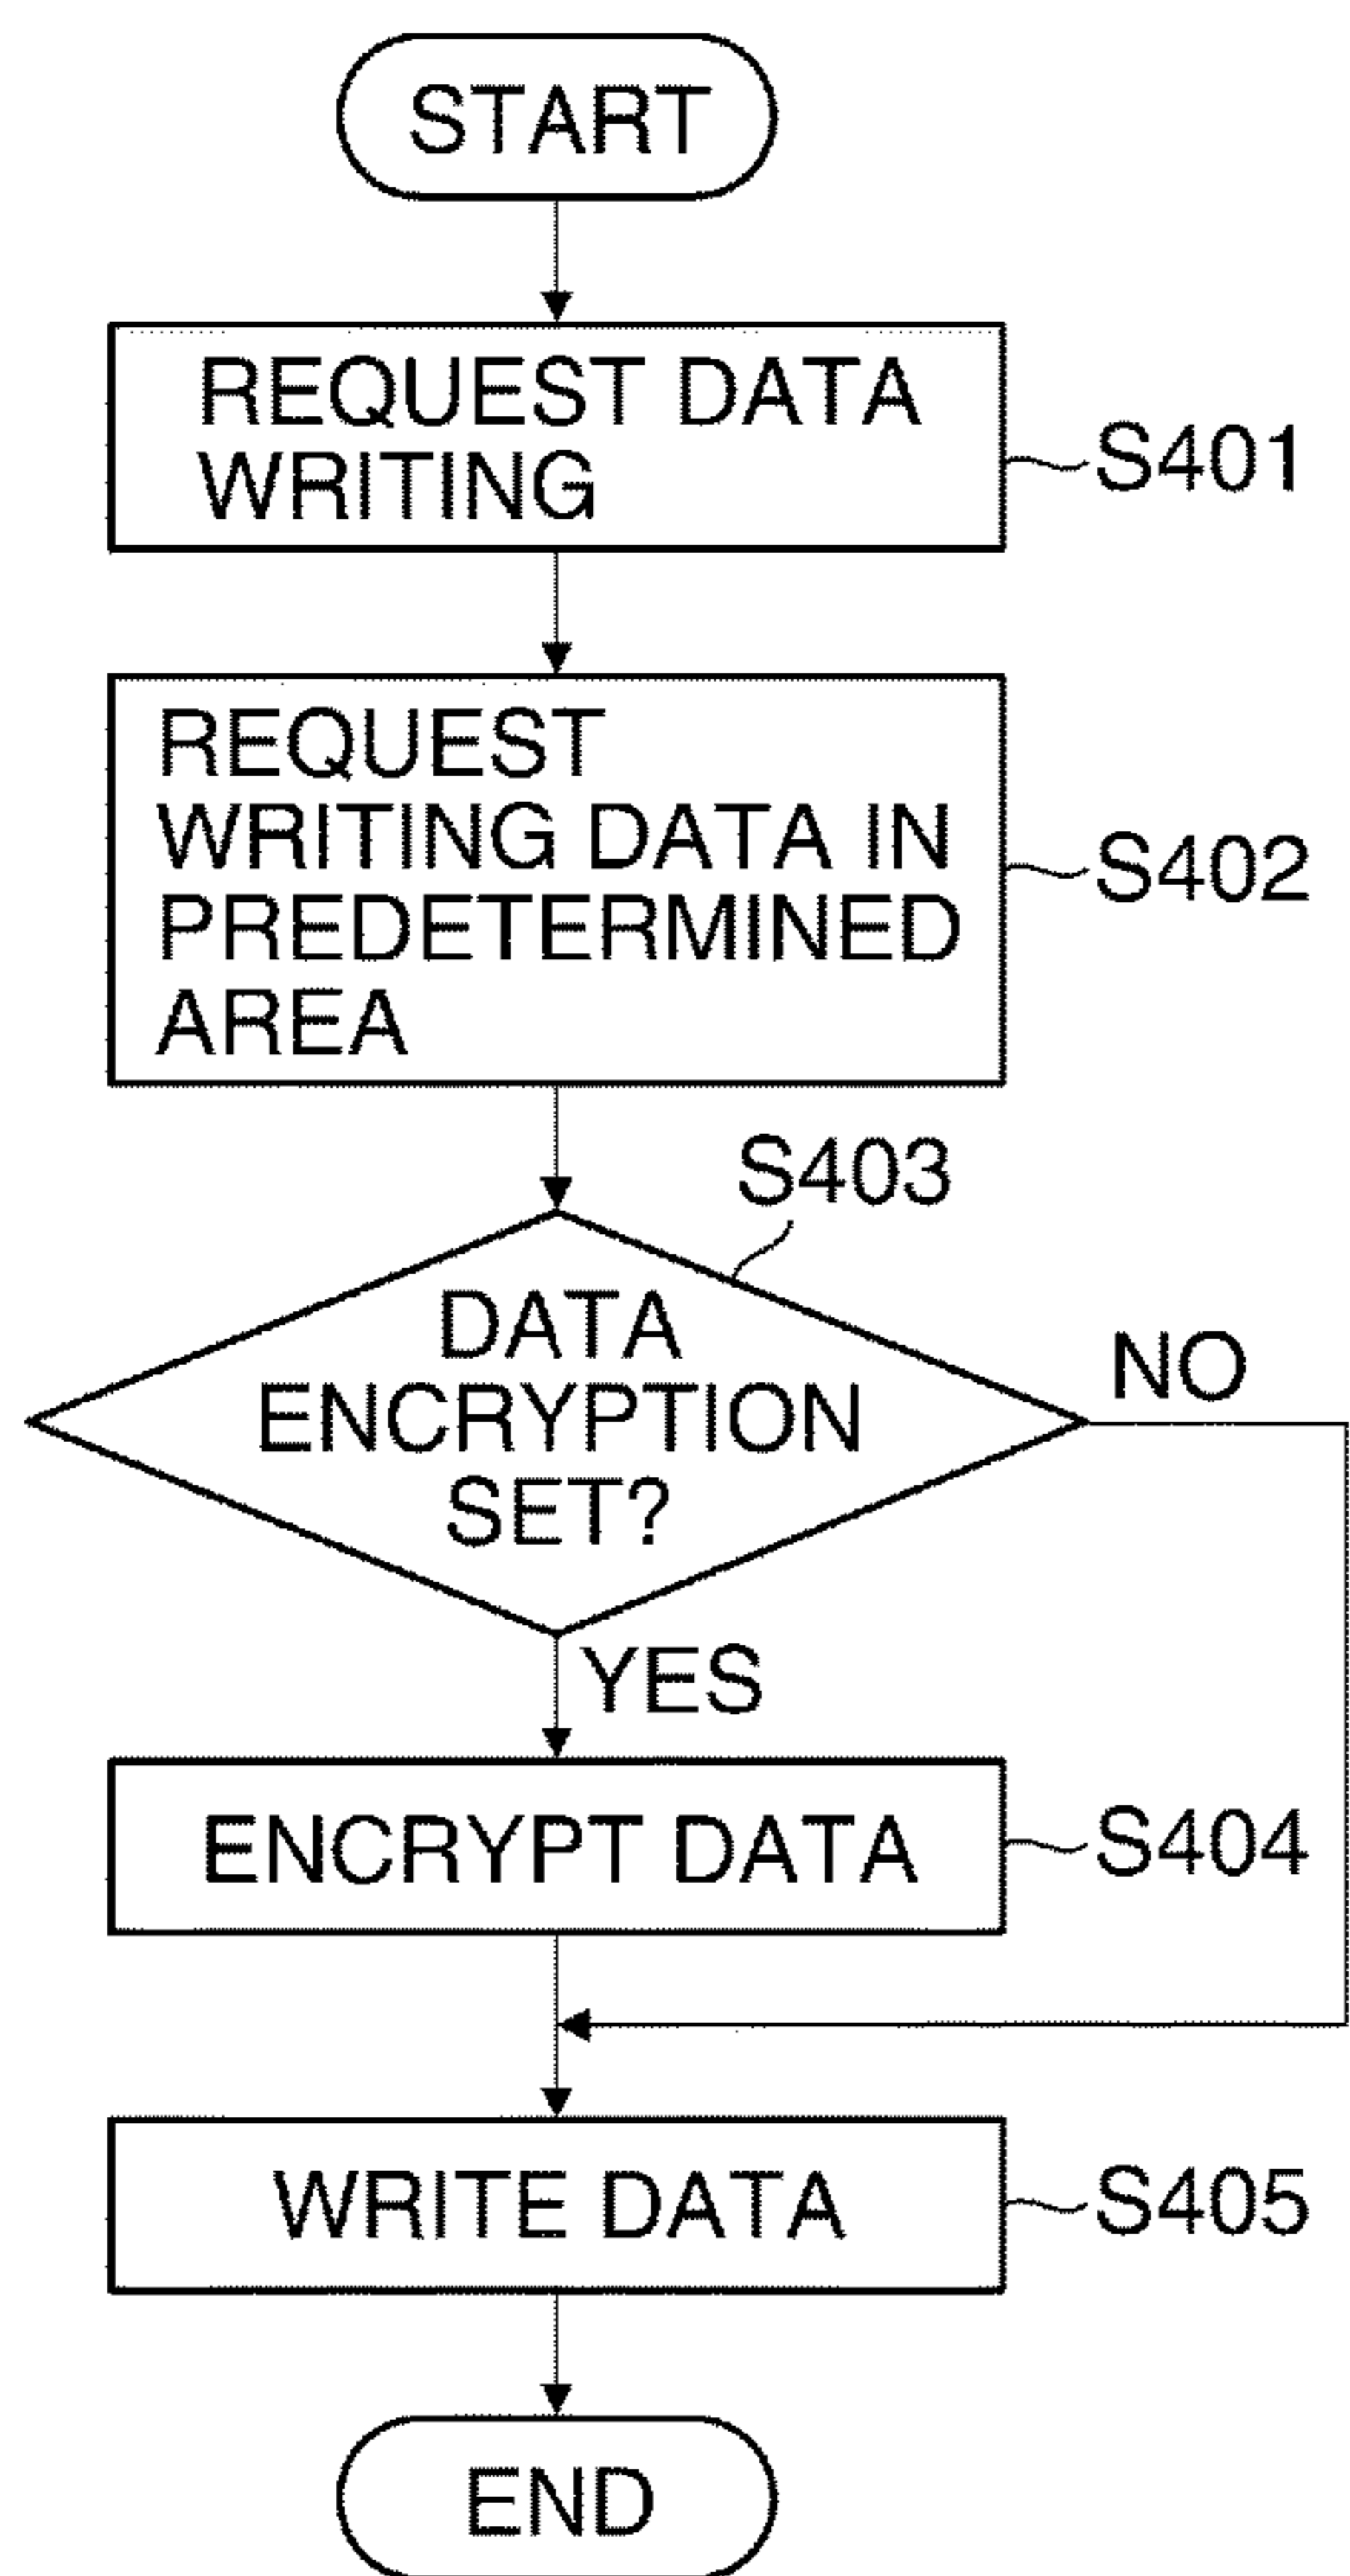 START
REQUEST DATA
WRITING
S401
REQUEST
WRITING DATA IN
PREDETERMINED
AREA
S402
S403
DATA
ENCRYPTION
SET?
NO
YES
ENCRYPT DATA
S404
WRITE DATA
S405
END